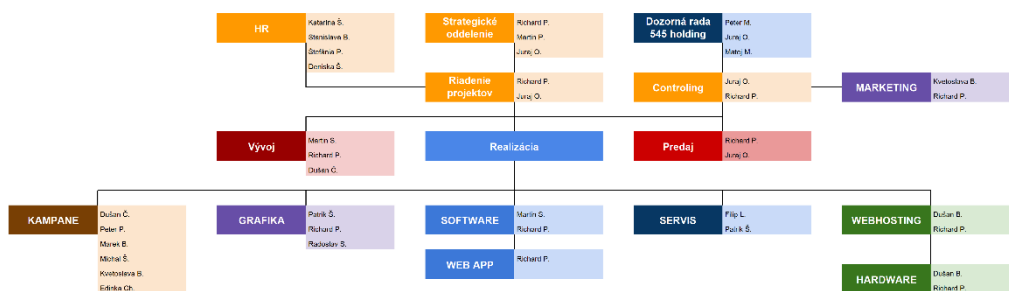 HR
Katarína Š.
Stanislava B.
Štefánia P.
Deniska Š.
Strategické
oddelenie
Richard P.
Martin P.
Juraj O.
Dozorná rada
545 holding
Peter M.
Juraj O.
Matej M.
Riadenie
projektov
Richard P.
Juraj O.
Controling
Juraj O.
Richard P.
MARKETING
Kvetoslava B.
Richard P.
Vývoj
Martin S.
Richard P.
Dušan Č.
Realizácia
Predaj
Richard P.
Juraj O.
KAMPANE
Dušan Č.
Peter P.
Marek B.
Michal Š.
Kvetoslava B.
Edinka Ch.
GRAFIKA
Patrik Š.
Richard P.
Radoslav S.
SOFTWARE
Martin S.
Richard P.
SERVIS
Filip L.
Patrik Š.
WEBHOSTING
Dušan B.
Richard P.
WEB APP
Richard P.
HARDWARE
Dušan B.
Richard P.